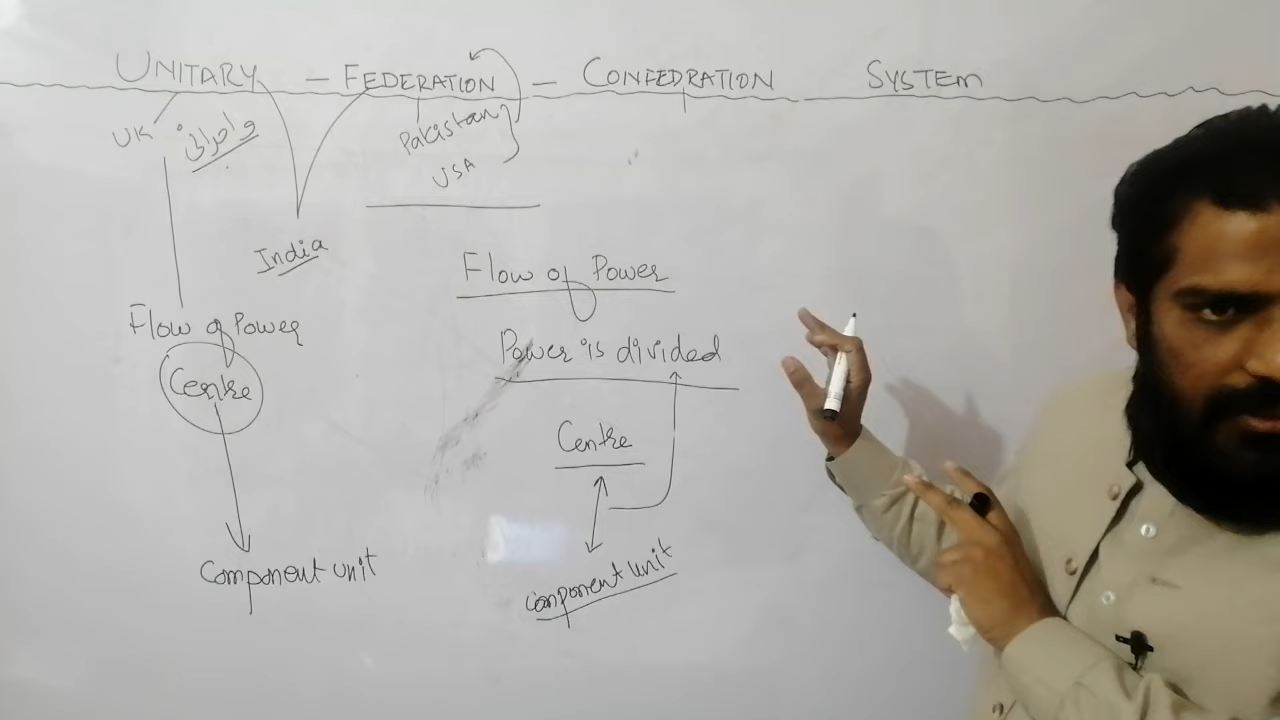 UNITARY – FEDERATION – CONFEDRATION SYSTEM
UK وحدانی
Pakistan
USA
India
Flow of Power
Centre
component unit
Flow of Power
Power is divided
Centre
component unit